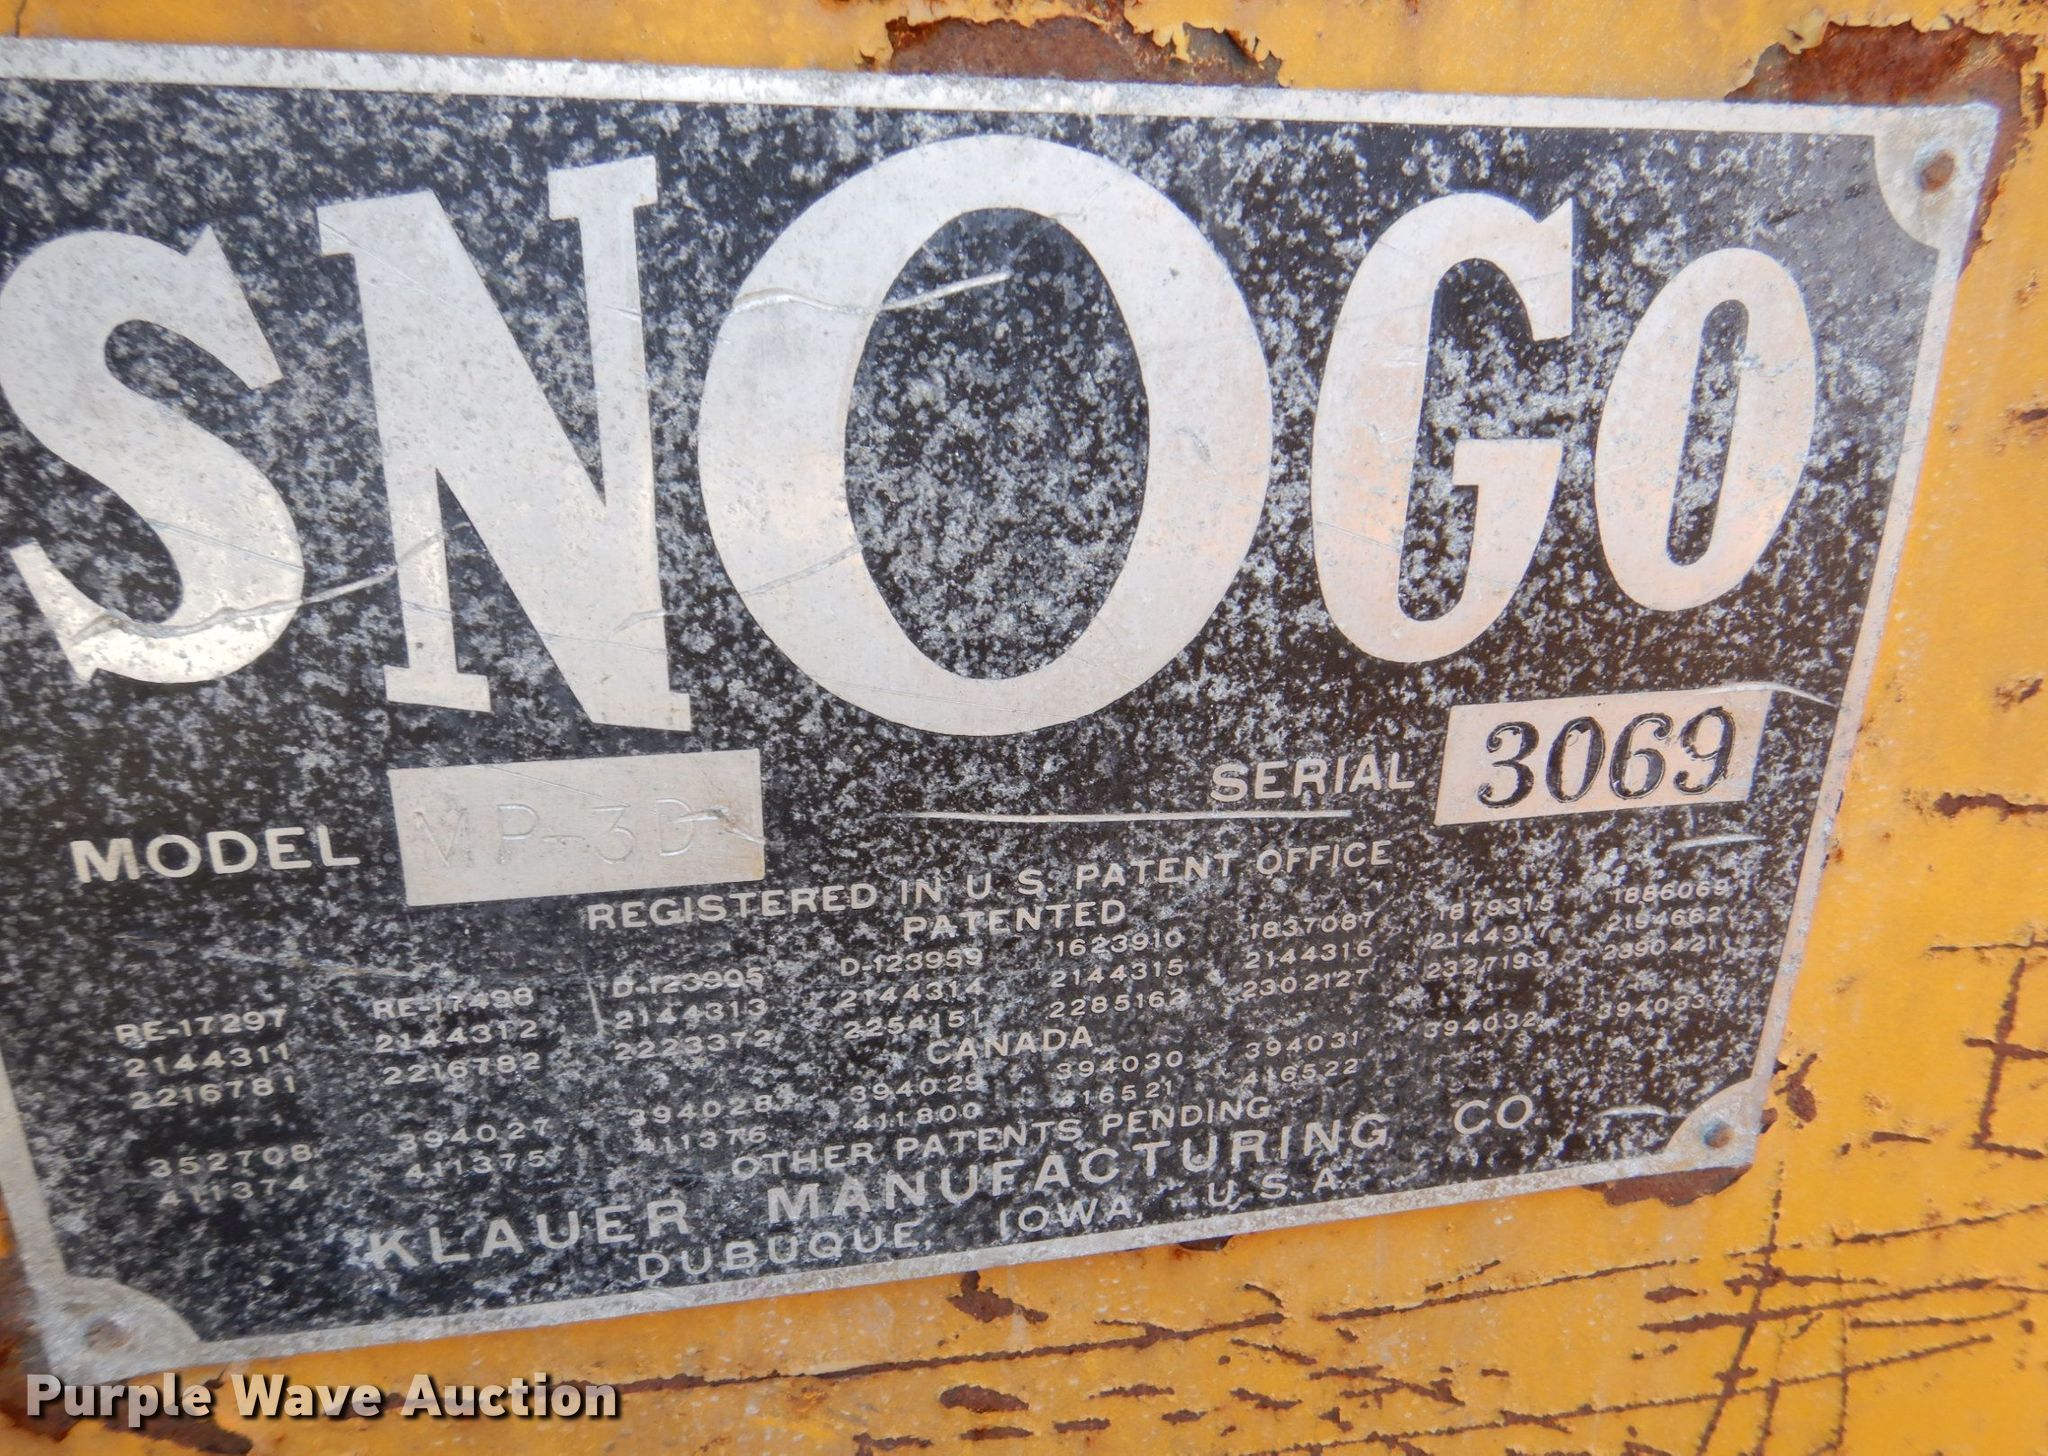 SNOGO
MODEL MP-3D SERIAL 3069
REGISTERED IN U.S. PATENT OFFICE
PATENTED
RE-17297 RE-17498 D-123905 D-123959 1623910 1837087 1879315 1886069
2144311 2144312 2144313 2144314 2144315 2144316 2144317 2194662
2216781 2216782 2223372 2254151 2285162 2302127 2327193 2390421
CANADA
352708 394027 394028 394029 394030 394031 394032 394033
411374 411375 411376 411800 416521 416522
OTHER PATENTS PENDING
KLAUER MANUFACTURING CO.
DUBUQUE, IOWA, U.S.A.
Purple Wave Auction